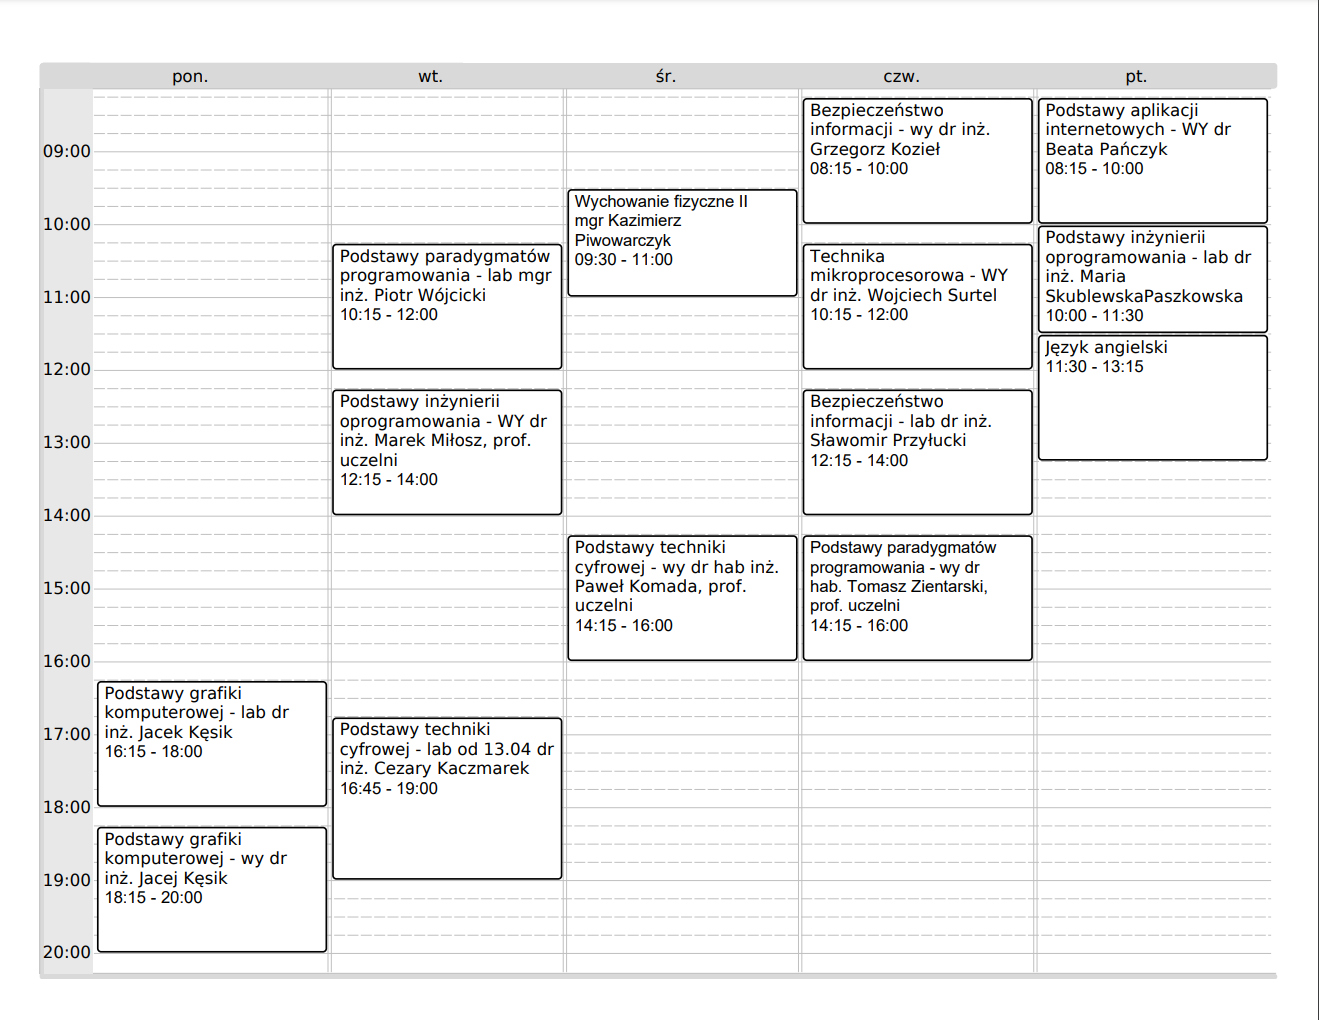 pon.
wt.
śr.
czw.
pt.
09:00
10:00
11:00
12:00
13:00
14:00
15:00
16:00
17:00
18:00
19:00
20:00
Podstawy grafiki
komputerowej - lab dr
inż. Jacek Kęsik
16:15 - 18:00
Podstawy grafiki
komputerowej - wy dr
inż. Jacej Kęsik
18:15 - 20:00
Podstawy paradygmatów
programowania - lab mgr
inż. Piotr Wójcicki
10:15 - 12:00
Podstawy inżynierii
oprogramowania - WY dr
inż. Marek Miłosz, prof.
uczelni
12:15 - 14:00
Podstawy techniki
cyfrowej - lab od 13.04 dr
inż. Cezary Kaczmarek
16:45 - 19:00
Wychowanie fizyczne II
mgr Kazimierz
Piwowarczyk
09:30 - 11:00
Podstawy techniki
cyfrowej - wy dr hab inż.
Paweł Komada, prof.
uczelni
14:15 - 16:00
Bezpieczeństwo
informacji - wy dr inż.
Grzegorz Kozieł
08:15 - 10:00
Technika
mikroprocesorowa - WY
dr inż. Wojciech Surtel
10:15 - 12:00
Bezpieczeństwo
informacji - lab dr inż.
Sławomir Przyłucki
12:15 - 14:00
Podstawy paradygmatów
programowania - wy dr
hab. Tomasz Zientarski,
prof. uczelni
14:15 - 16:00
Podstawy aplikacji
internetowych - WY dr
Beata Pańczyk
08:15 - 10:00
Podstawy inżynierii
oprogramowania - lab dr
inż. Maria
SkublewskaPaszkowska
10:00 - 11:30
Język angielski
11:30 - 13:15